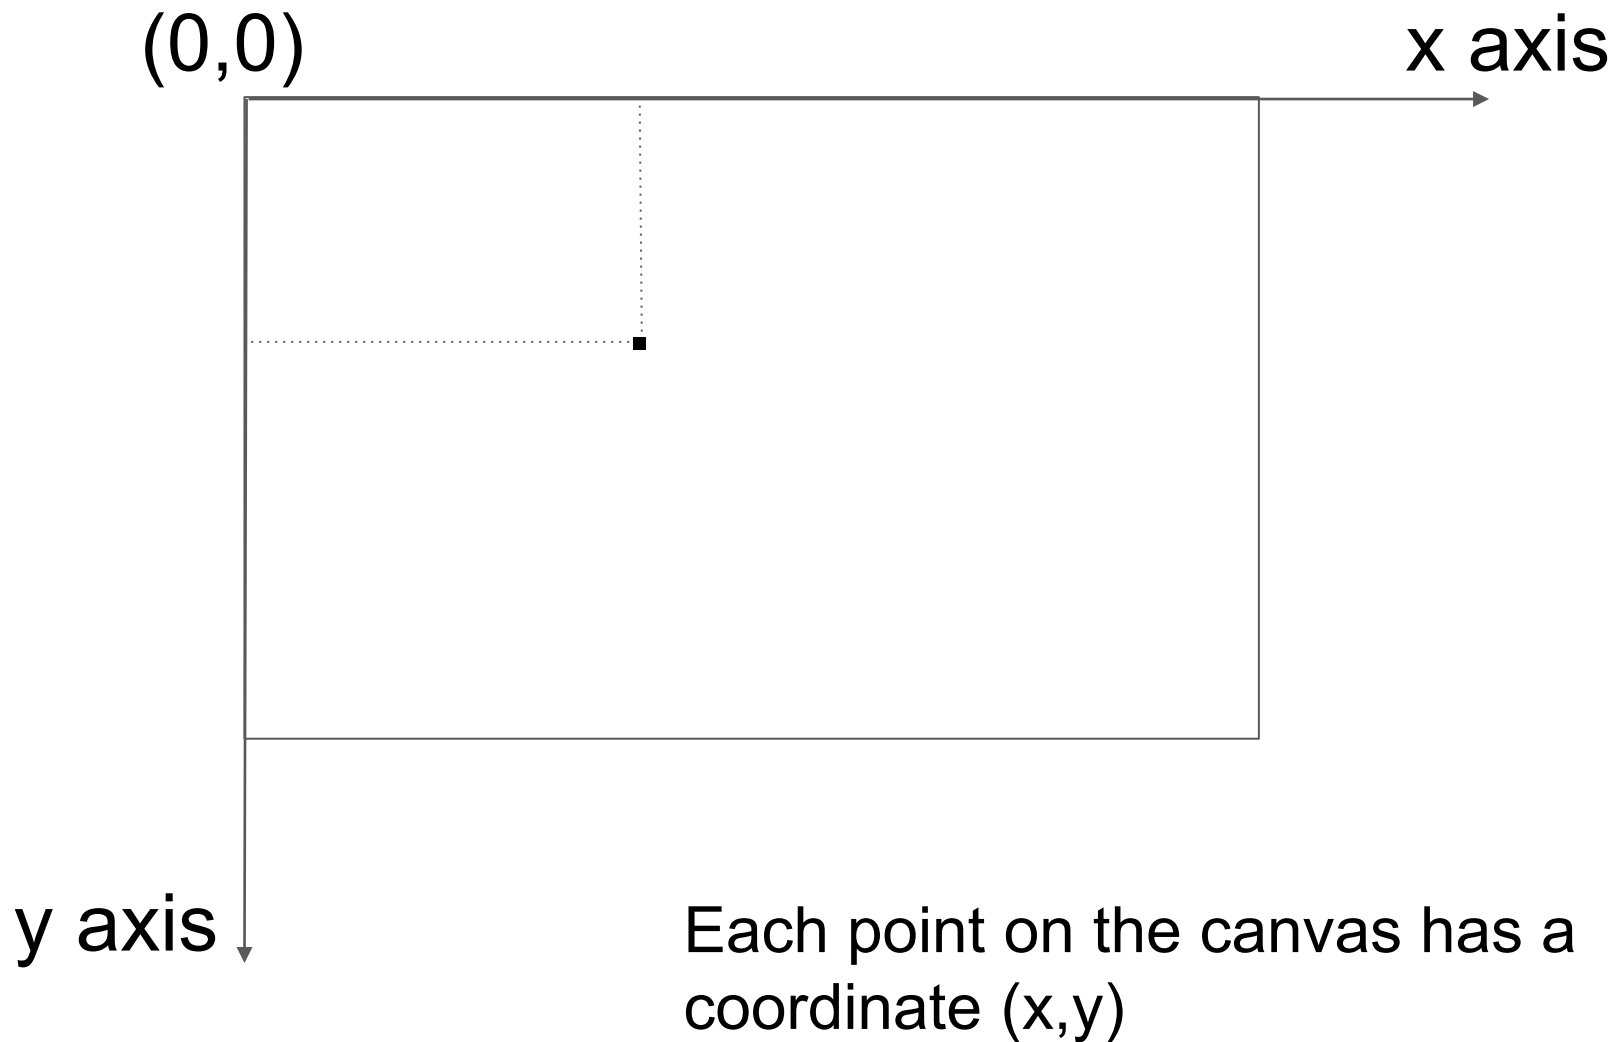 (0,0)
x axis
y axis
Each point on the canvas has a
coordinate (x,y)